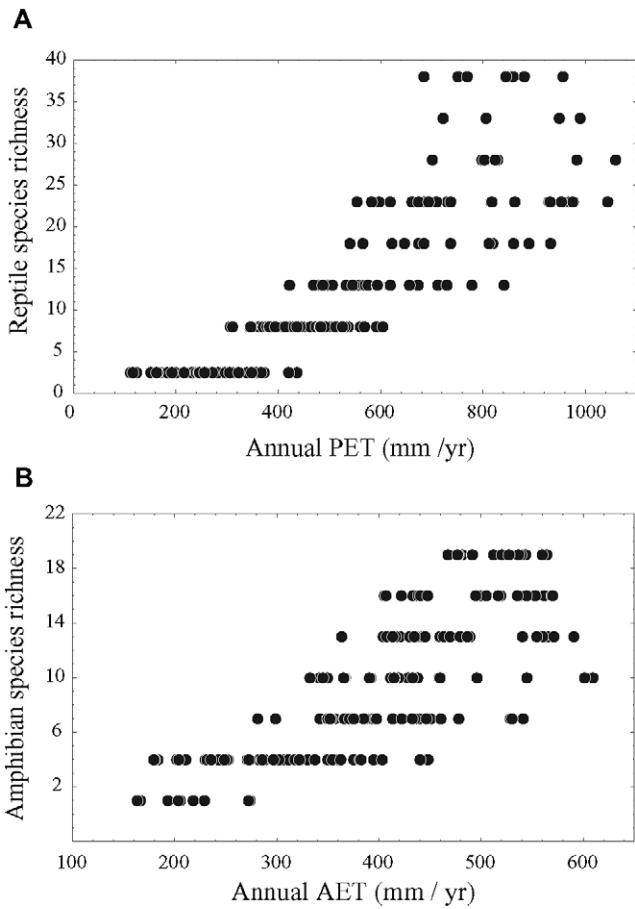 A
Reptile species richness
40
35
30
25
20
15
10
5
0
0 200 400 600 800 1000
Annual PET (mm /yr)
B
Amphibian species richness
22
18
14
10
6
2
100 200 300 400 500 600
Annual AET (mm / yr)